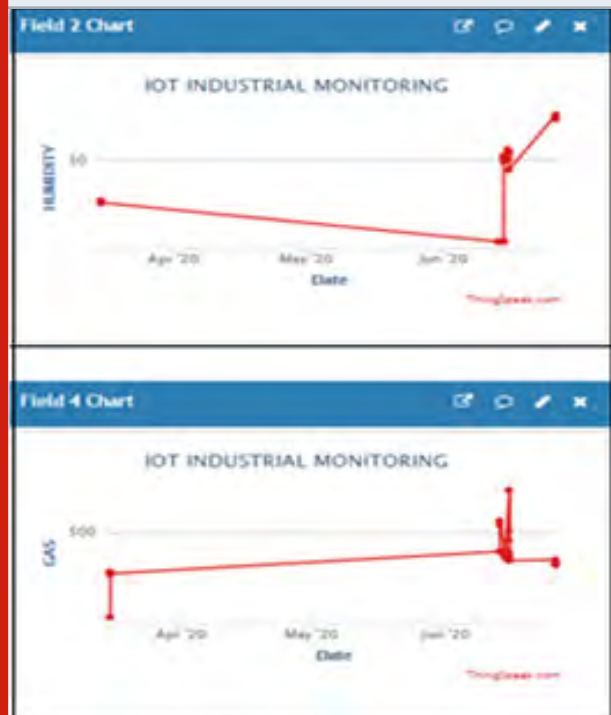 Field 2 Chart
IOT INDUSTRIAL MONITORING
HUMIDITY
50
Apr '20 May '20 Jun '20
Date
ThingSpeak.com
Field 4 Chart
IOT INDUSTRIAL MONITORING
GAS
500
Apr '20 May '20 Jun '20
Date
ThingSpeak.com